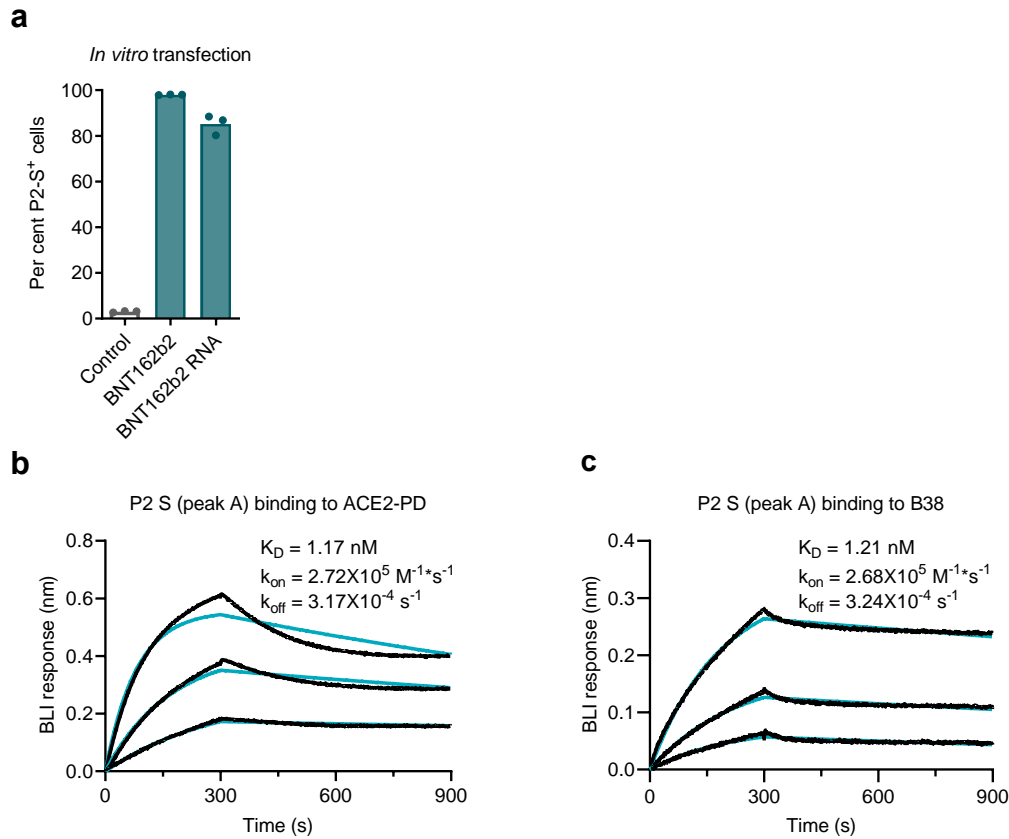 a
In vitro transfection
Per cent P2-S⁺ cells
100
80
60
40
20
0
Control
BNT162b2
BNT162b2 RNA
b
P2 S (peak A) binding to ACE2-PD
K_D = 1.17 nM
k_on = 2.72X10⁵ M⁻¹*s⁻¹
k_off = 3.17X10⁻⁴ s⁻¹
BLI response (nm)
0.8
0.6
0.4
0.2
0.0
0
300
600
900
Time (s)
c
P2 S (peak A) binding to B38
K_D = 1.21 nM
k_on = 2.68X10⁵ M⁻¹*s⁻¹
k_off = 3.24X10⁻⁴ s⁻¹
BLI response (nm)
0.4
0.3
0.2
0.1
0.0
0
300
600
900
Time (s)